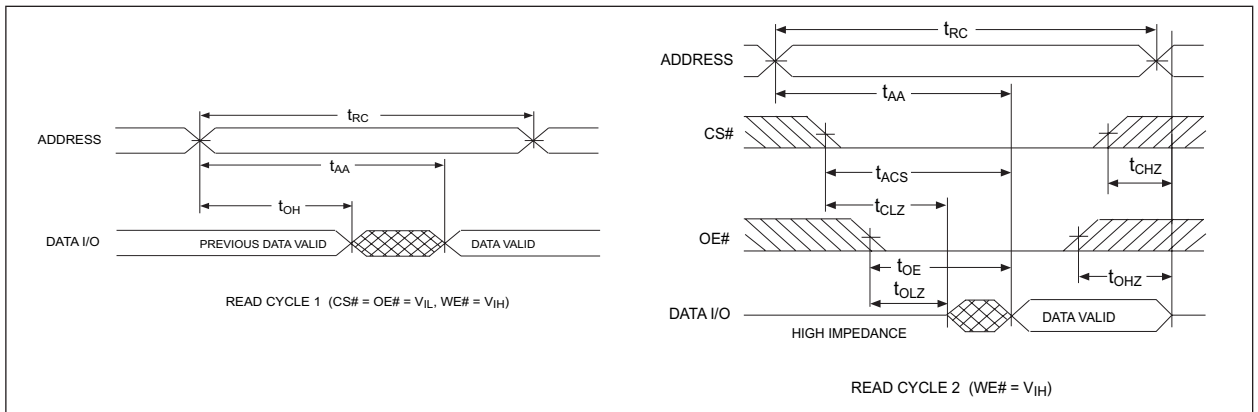 tRC
ADDRESS
tAA
tOH
DATA I/O
PREVIOUS DATA VALID
DATA VALID
READ CYCLE 1 (CS# = OE# = VIL, WE# = VIH)
tRC
ADDRESS
tAA
CS#
tCHZ
tACS
tCLZ
OE#
tOE
tOHZ
tOLZ
DATA I/O
DATA VALID
HIGH IMPEDANCE
READ CYCLE 2 (WE# = VIH)